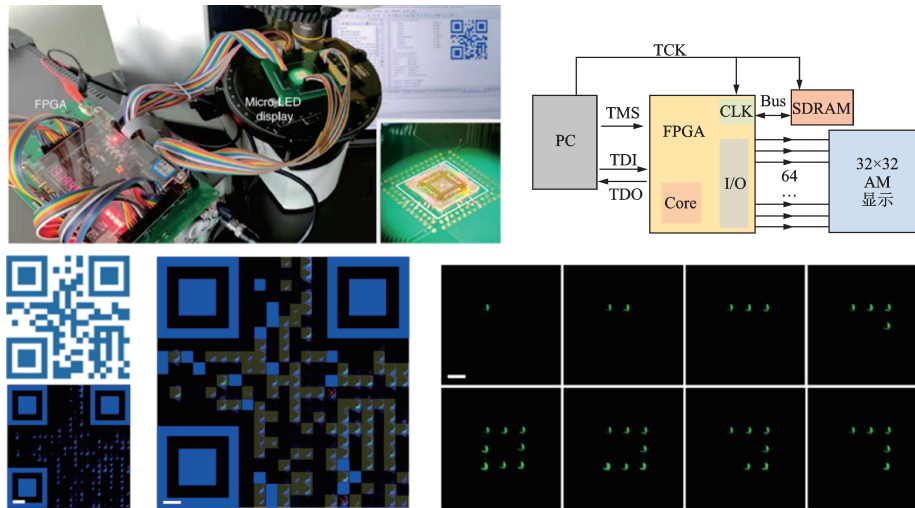 FPGA
Micro-LED
display
TCK
PC
TMS
TDI
TDO
FPGA
CLK
I/O
Core
Bus
SDRAM
64
...
32×32
AM
显示